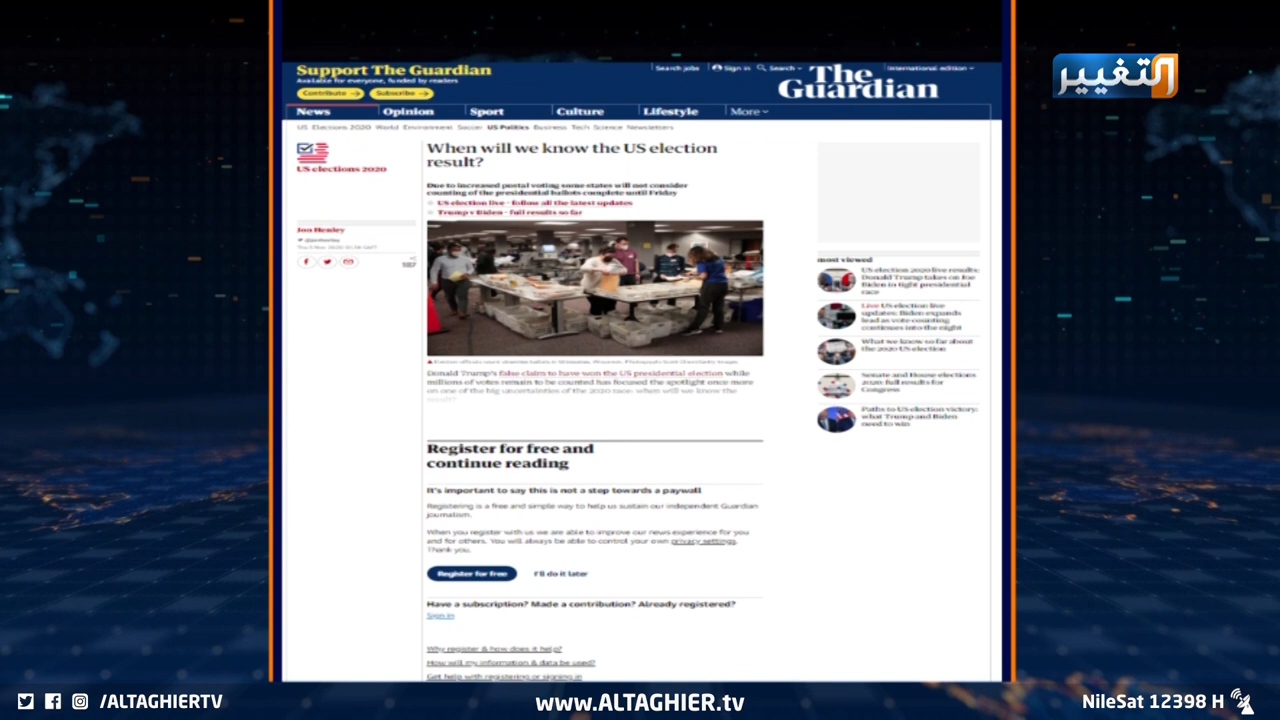 Support The Guardian
Available for everyone, funded by readers
Contribute → Subscribe →
Search jobs Sign in Search International edition
The Guardian
News Opinion Sport Culture Lifestyle More
US Elections 2020 World Environment Soccer US Politics Business Tech Science Newsletters
التغيير
US elections 2020
When will we know the US election
result?
Due to increased postal voting some states will not consider
counting of the presidential ballots complete until Friday
US election live - follow all the latest updates
Trump v Biden - full results so far
Jon Henley
187
Donald Trump's false claim to have won the US presidential election while
millions of votes remain to be counted has focused the spotlight once more
on one of the big uncertainties of the 2020 race: when will we know the
result?
Register for free and
continue reading
It's important to say this is not a step towards a paywall
Registering is a free and simple way to help us sustain our independent Guardian
journalism.
When you register with us we are able to improve our news experience for you
and for others. You will always be able to control your own privacy settings.
Thank you.
Register for free I'll do it later
Have a subscription? Made a contribution? Already registered?
Sign in
Why register & how does it help?
How will my information & data be used?
Get help with registering or signing in
most viewed
US election 2020 live results:
Donald Trump takes on Joe
Biden in tight presidential
race
Live US election live
updates: Biden expands
lead as vote counting
continues into the night
What we know so far about
the 2020 US election
Senate and House elections
2020: full results for
Congress
Paths to US election victory:
what Trump and Biden
need to win
/ALTAGHIERTV
www.ALTAGHIER.tv
NileSat 12398 H